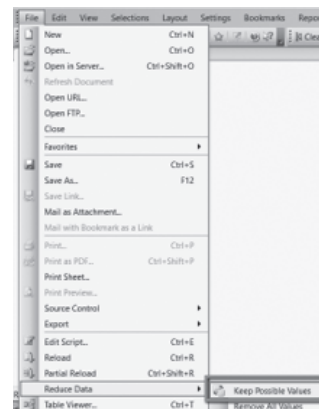 File Edit View Selections Layout Settings Bookmarks Repor
New Ctrl+N
Open... Ctrl+O
Open in Server... Ctrl+Shift+O
Refresh Document
Open URL...
Open FTP...
Close
Favorites
Save Ctrl+S
Save As... F12
Save Link...
Mail as Attachment...
Mail with Bookmark as a Link
Print... Ctrl+P
Print as PDF... Ctrl+Shift+P
Print Sheet...
Print Preview...
Source Control
Export
Edit Script... Ctrl+E
Reload Ctrl+R
Partial Reload Ctrl+Shift+R
Reduce Data Keep Possible Values
Table Viewer... Ctrl+T Remove All Values